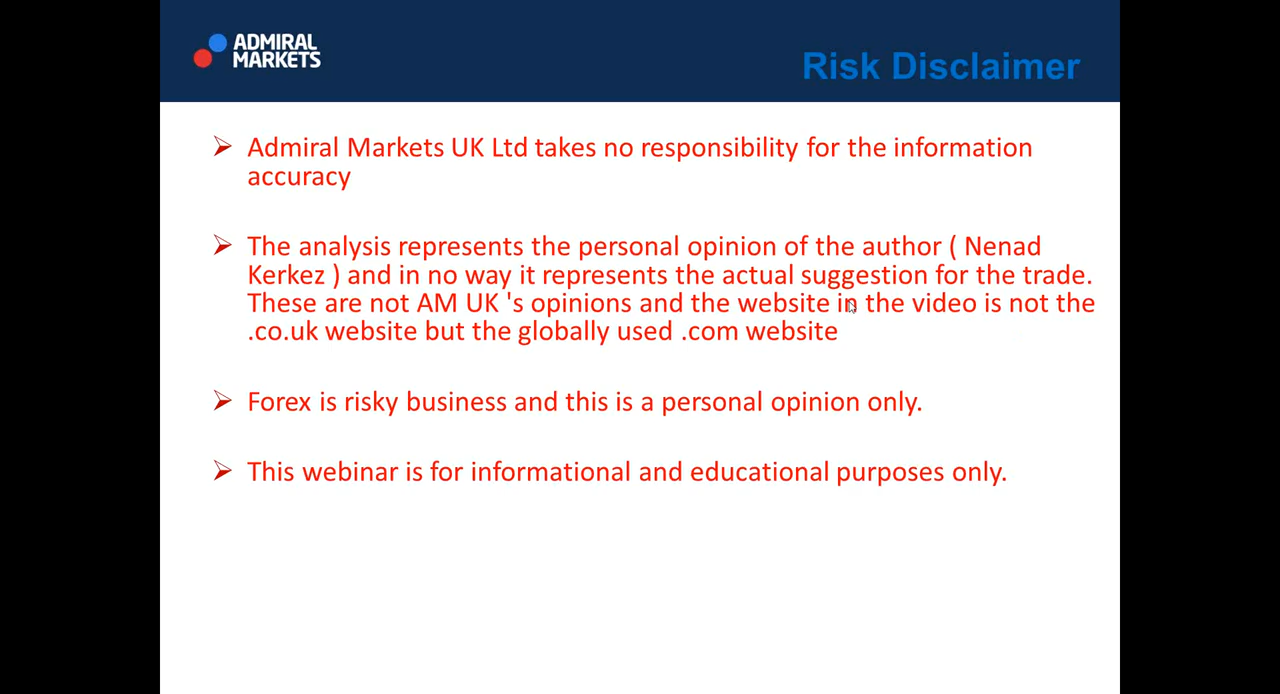 ADMIRAL
MARKETS
Risk Disclaimer
Admiral Markets UK Ltd takes no responsibility for the information
accuracy
The analysis represents the personal opinion of the author ( Nenad
Kerkez ) and in no way it represents the actual suggestion for the trade.
These are not AM UK 's opinions and the website in the video is not the
.co.uk website but the globally used .com website
Forex is risky business and this is a personal opinion only.
This webinar is for informational and educational purposes only.